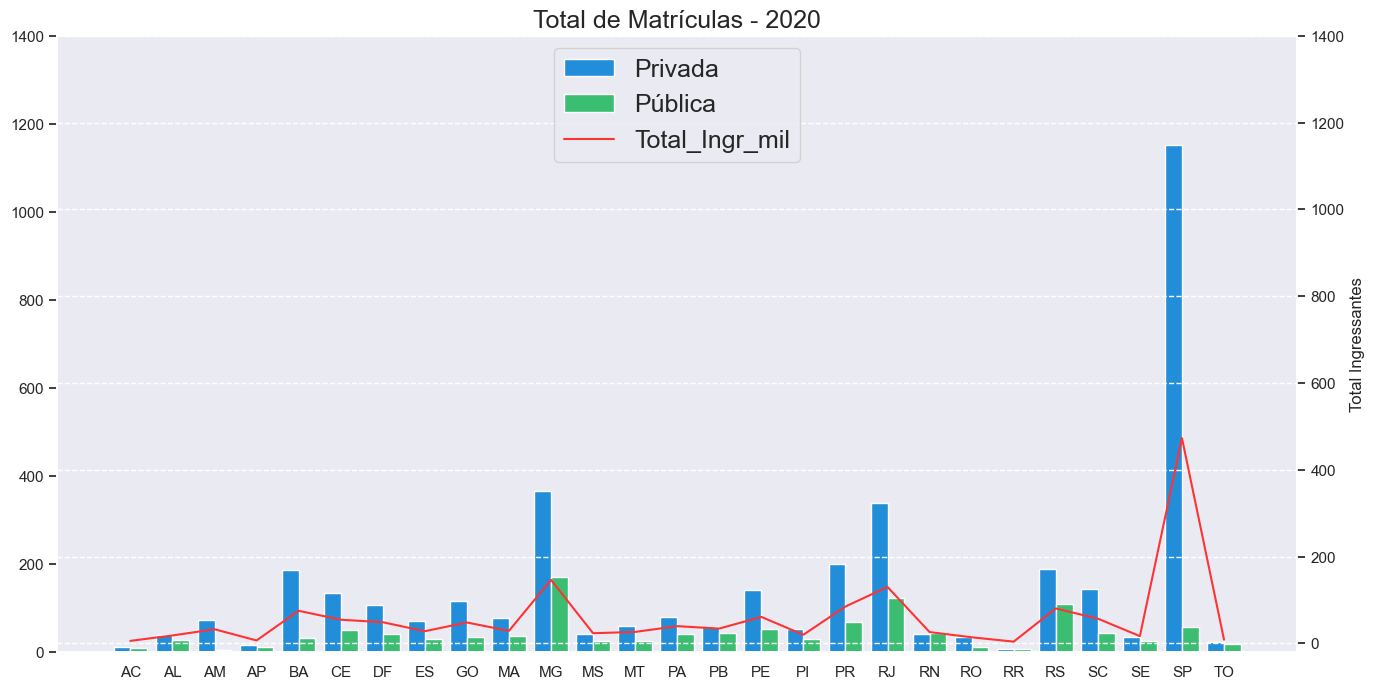 Total de Matrículas - 2020
Privada
Pública
Total_Ingr_mil
1400
1200
1000
800
600
400
200
0
1400
1200
1000
800
600
400
200
0
Total Ingressantes
AC AL AM AP BA CE DF ES GO MA MG MS MT PA PB PE PI PR RJ RN RO RR RS SC SE SP TO